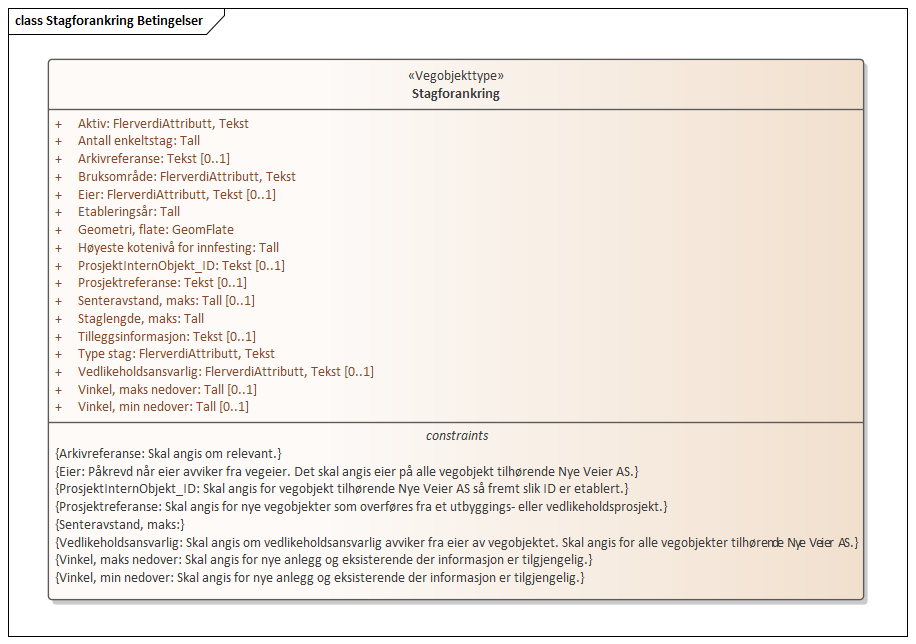 class Stagforankring Betingelser
«Vegobjekttype»
Stagforankring
+ Aktiv: FlerverdiAttributt, Tekst
+ Antall enkeltstag: Tall
+ Arkivreferanse: Tekst [0..1]
+ Bruksområde: FlerverdiAttributt, Tekst
+ Eier: FlerverdiAttributt, Tekst [0..1]
+ Etableringsår: Tall
+ Geometri, flate: GeomFlate
+ Høyeste kotenivå for innfesting: Tall
+ ProsjektInternObjekt_ID: Tekst [0..1]
+ Prosjektreferanse: Tekst [0..1]
+ Senteravstand, maks: Tall [0..1]
+ Staglengde, maks: Tall
+ Tilleggsinformasjon: Tekst [0..1]
+ Type stag: FlerverdiAttributt, Tekst
+ Vedlikeholdsansvarlig: FlerverdiAttributt, Tekst [0..1]
+ Vinkel, maks nedover: Tall [0..1]
+ Vinkel, min nedover: Tall [0..1]
constraints
{Arkivreferanse: Skal angis om relevant.}
{Eier: Påkrevd når eier avviker fra vegeier. Det skal angis eier på alle vegobjekt tilhørende Nye Veier AS.}
{ProsjektInternObjekt_ID: Skal angis for vegobjekt tilhørende Nye Veier AS så fremt slik ID er etablert.}
{Prosjektreferanse: Skal angis for nye vegobjekter som overføres fra et utbyggings- eller vedlikeholdsprosjekt.}
{Senteravstand, maks:}
{Vedlikeholdsansvarlig: Skal angis om vedlikeholdsansvarlig avviker fra eier av vegobjektet. Skal angis for alle vegobjekter tilhørende Nye Veier AS.}
{Vinkel, maks nedover: Skal angis for nye anlegg og eksisterende der informasjon er tilgjengelig.}
{Vinkel, min nedover: Skal angis for nye anlegg og eksisterende der informasjon er tilgjengelig.}